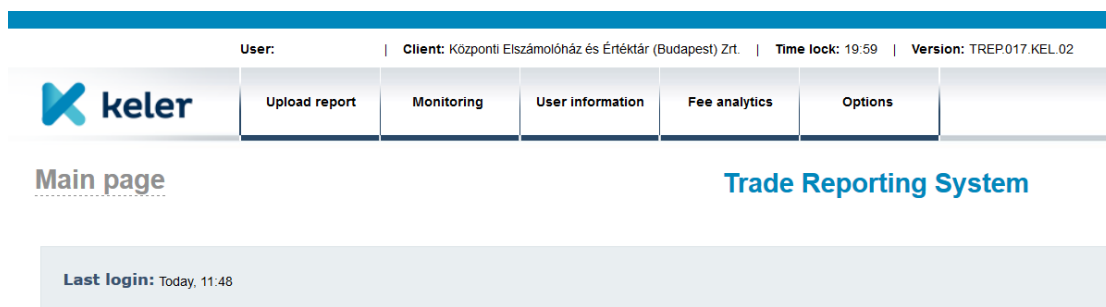 User: | Client: Központi Elszámolóház és Értéktár (Budapest) Zrt. | Time lock: 19:59 | Version: TREP.017.KEL.02
keler Upload report Monitoring User information Fee analytics Options
Main page Trade Reporting System
Last login: Today, 11:48